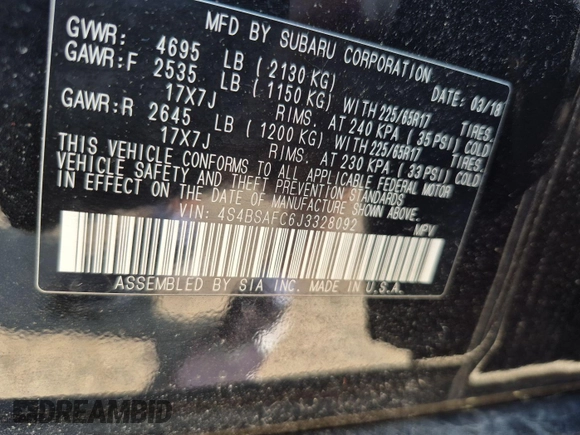 MFD BY SUBARU CORPORATION DATE: 03/18
GVWR: 4695 LB (2130 KG)
GAWR:F 2535 LB (1150 KG) WITH 225/65R17 TIRES,
17X7J RIMS, AT 240 KPA (35 PSI) COLD
GAWR:R 2645 LB (1200 KG) WITH 225/65R17 TIRES,
17X7J RIMS, AT 230 KPA (33 PSI) COLD
THIS VEHICLE CONFORMS TO ALL APPLICABLE FEDERAL MOTOR
VEHICLE SAFETY AND THEFT PREVENTION STANDARDS
IN EFFECT ON THE DATE OF MANUFACTURE SHOWN ABOVE.
VIN: 4S4BSAFC6J3328092 MPV
ASSEMBLED BY SIA INC. MADE IN U.S.A.
DREAMBID